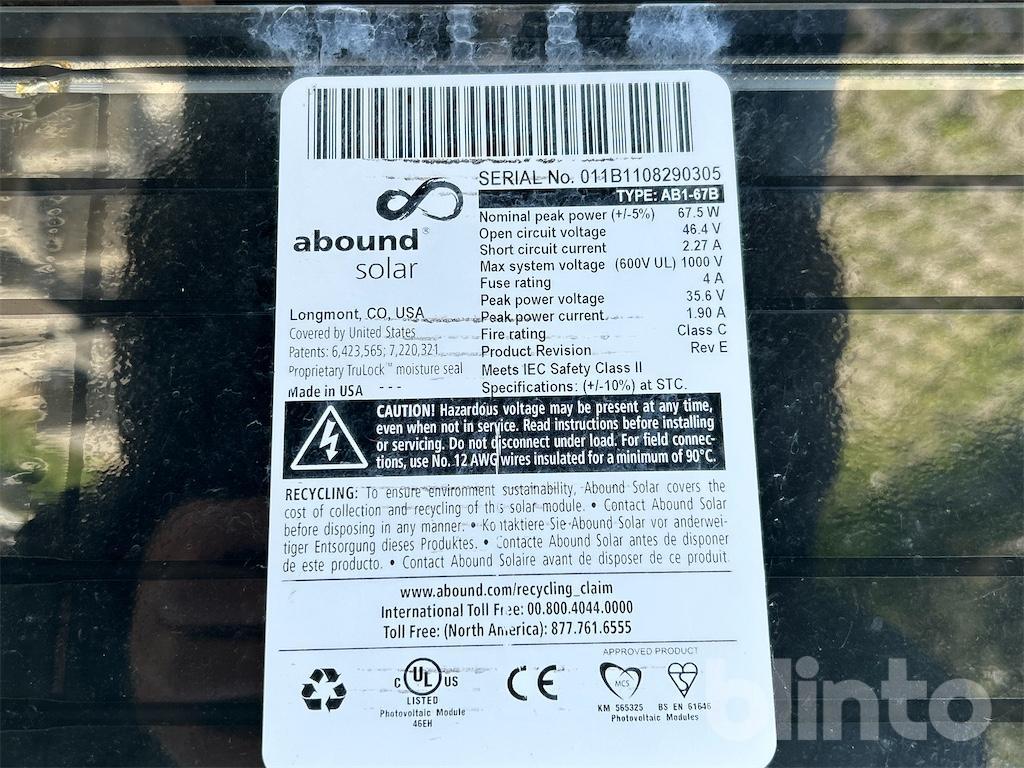 SERIAL No. 011B1108290305
TYPE: AB1-67B
Nominal peak power (+/-5%) 67.5 W
Open circuit voltage 46.4 V
Short circuit current 2.27 A
Max system voltage (600V UL) 1000 V
Fuse rating 4 A
Peak power voltage 35.6 V
Peak power current 1.90 A
Fire rating Class C
Product Revision Rev E
Meets IEC Safety Class II
Specifications: (+/-10%) at STC.
abound®
solar
Longmont, CO, USA
Covered by United States
Patents: 6,423,565; 7,220,321
Proprietary TruLock™ moisture seal
Made in USA ---
CAUTION! Hazardous voltage may be present at any time,
even when not in service. Read instructions before installing
or servicing. Do not disconnect under load. For field connec-
tions, use No. 12 AWG wires insulated for a minimum of 90°C.
RECYCLING: To ensure environment sustainability, Abound Solar covers the
cost of collection and recycling of this solar module. • Contact Abound Solar
before disposing in any manner. • Kontaktiere Sie Abound Solar vor anderwei-
tiger Entsorgung dieses Produktes. • Contacte Abound Solar antes de disponer
de este producto. • Contact Abound Solaire avant de disposer de ce produit.
www.abound.com/recycling_claim
International Toll Free: 00.800.4044.0000
Toll Free: (North America): 877.761.6555
C UL US
LISTED
Photovoltaic Module
46EH
CE
APPROVED PRODUCT
MCS
KM 565325 BS EN 61646
Photovoltaic Modules
blinto